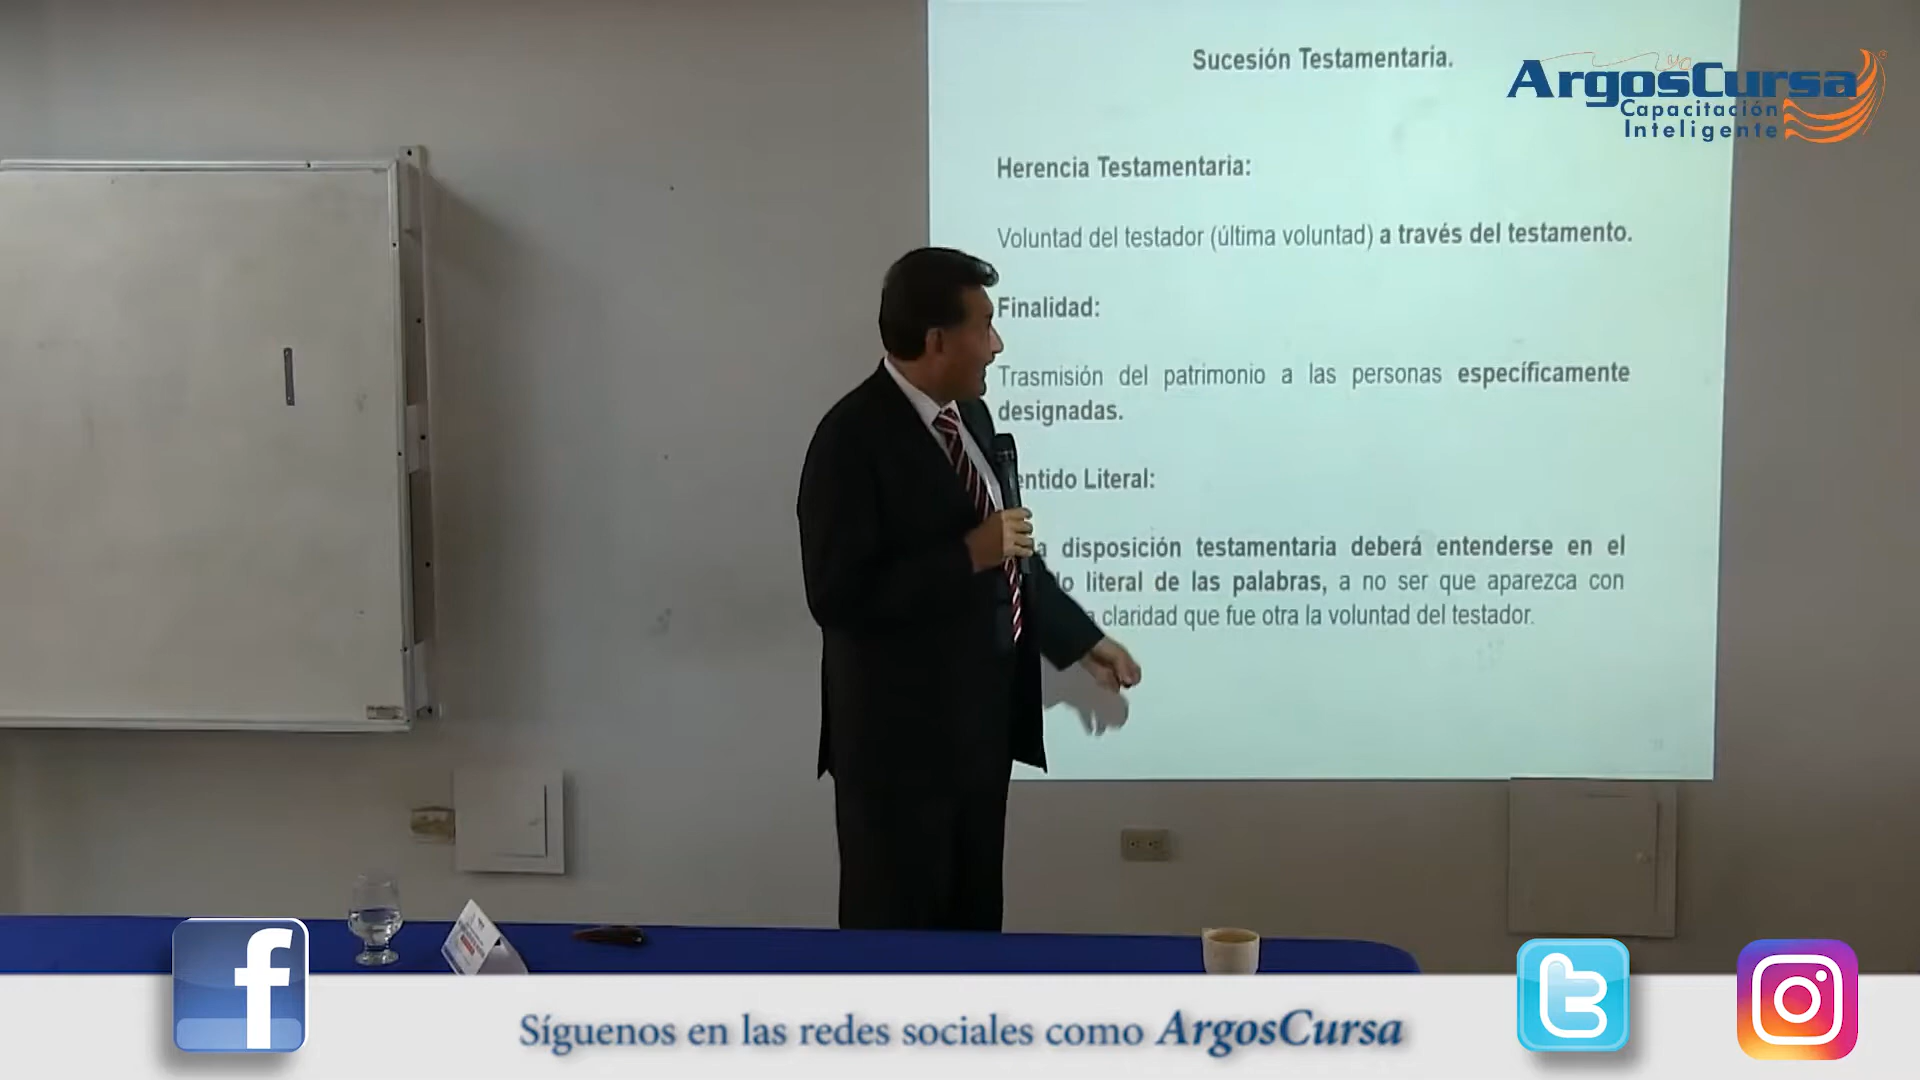 Sucesión Testamentaria.
ArgosCursa
Capacitación
Inteligente
Herencia Testamentaria:
Voluntad del testador (última voluntad) a través del testamento.
Finalidad:
Trasmisión del patrimonio a las personas específicamente
designadas.
Literal:
disposición testamentaria deberá entenderse en el
literal de las palabras, a no ser que aparezca con
claridad que fue otra la voluntad del testador.
Síguenos en las redes sociales como ArgosCursa